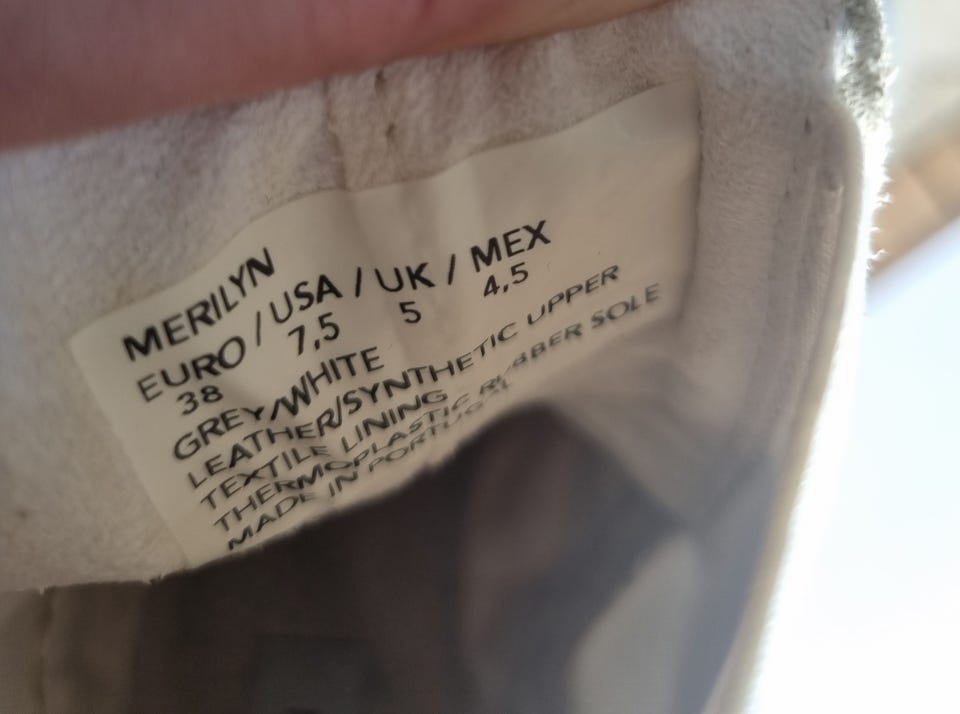 MERILYN
EURO / USA / UK / MEX
38 7,5 5 4,5
GREY/WHITE
LEATHER/SYNTHETIC UPPER
TEXTILE LINING
THERMOPLASTIC RUBBER SOLE
MADE IN PORTUGAL